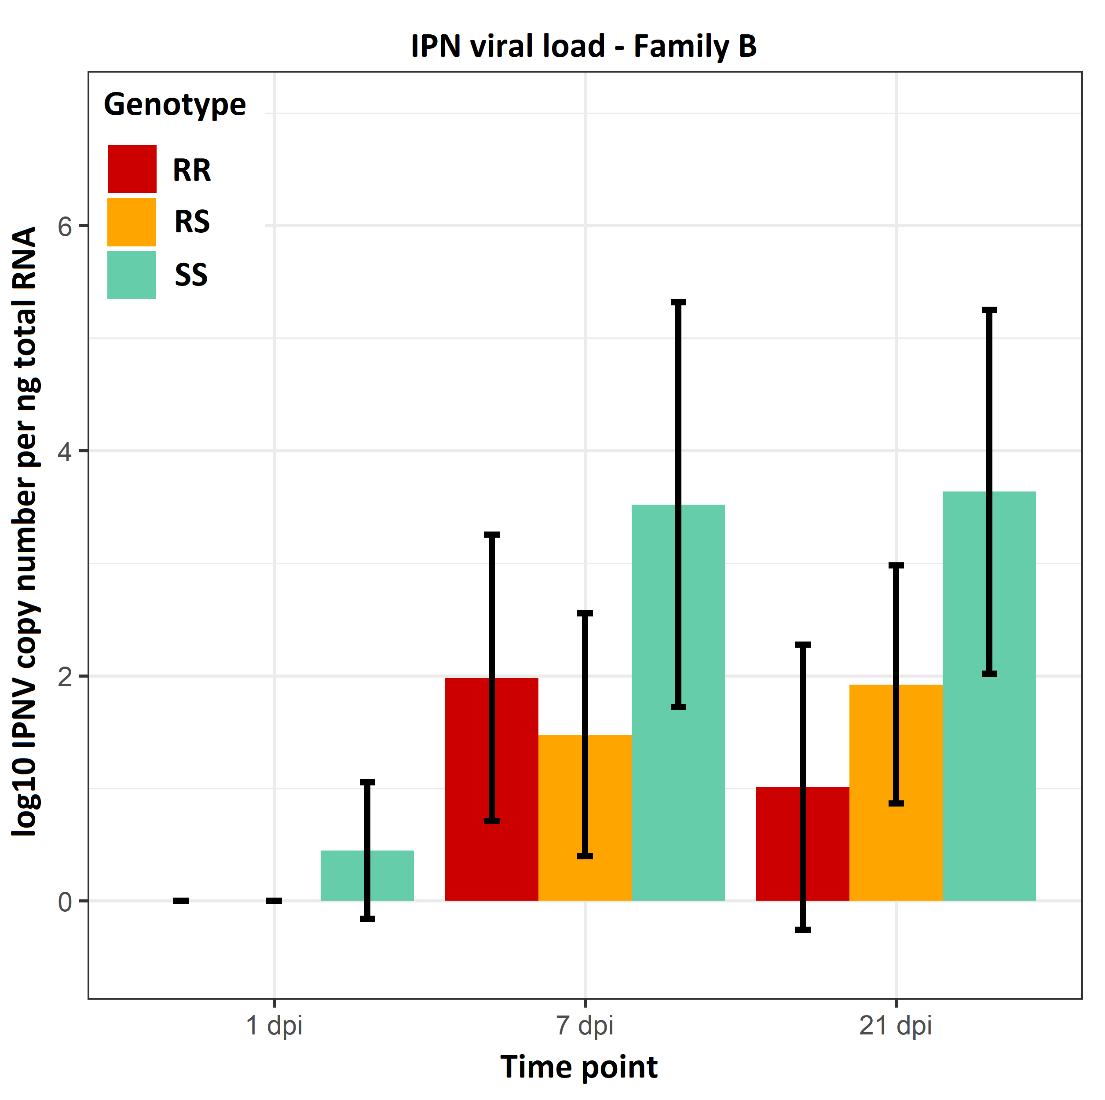 IPN viral load - Family B
Genotype
RR
RS
SS
log10 IPNV copy number per ng total RNA
6
4
2
0
1 dpi
7 dpi
21 dpi
Time point